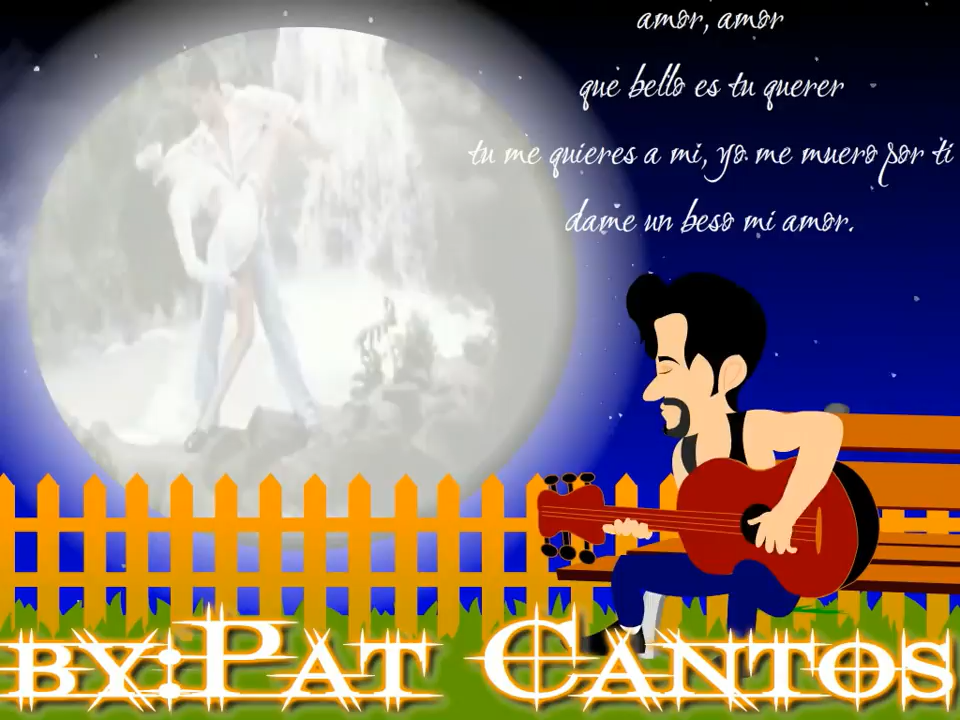 amor, amor
que bello es tu querer
tu me quieres a mi, yo me muero por ti
dame un beso mi amor.
BY:PAT CANTOS